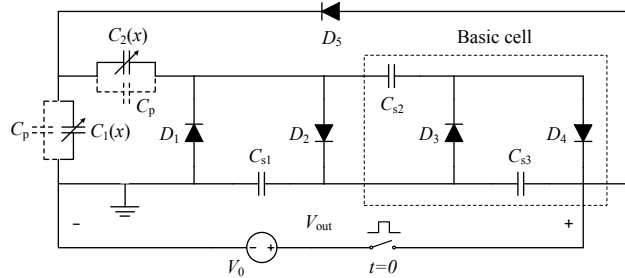 D5
C2(x)
Basic cell
Cp
Cs2
Cp
C1(x)
D1
D2
D3
D4
Cs1
Cs3
– Vout +
V0
t=0